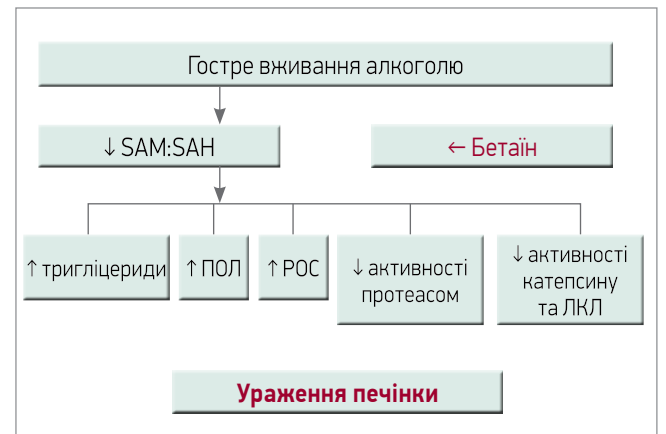 Гостре вживання алкоголю
↓ SAM:SAH
← Бетаїн
↑ тригліцериди
↑ ПОЛ
↑ РОС
↓ активності
протеасом
↓ активності
катепсину
та ЛКЛ
Ураження печінки